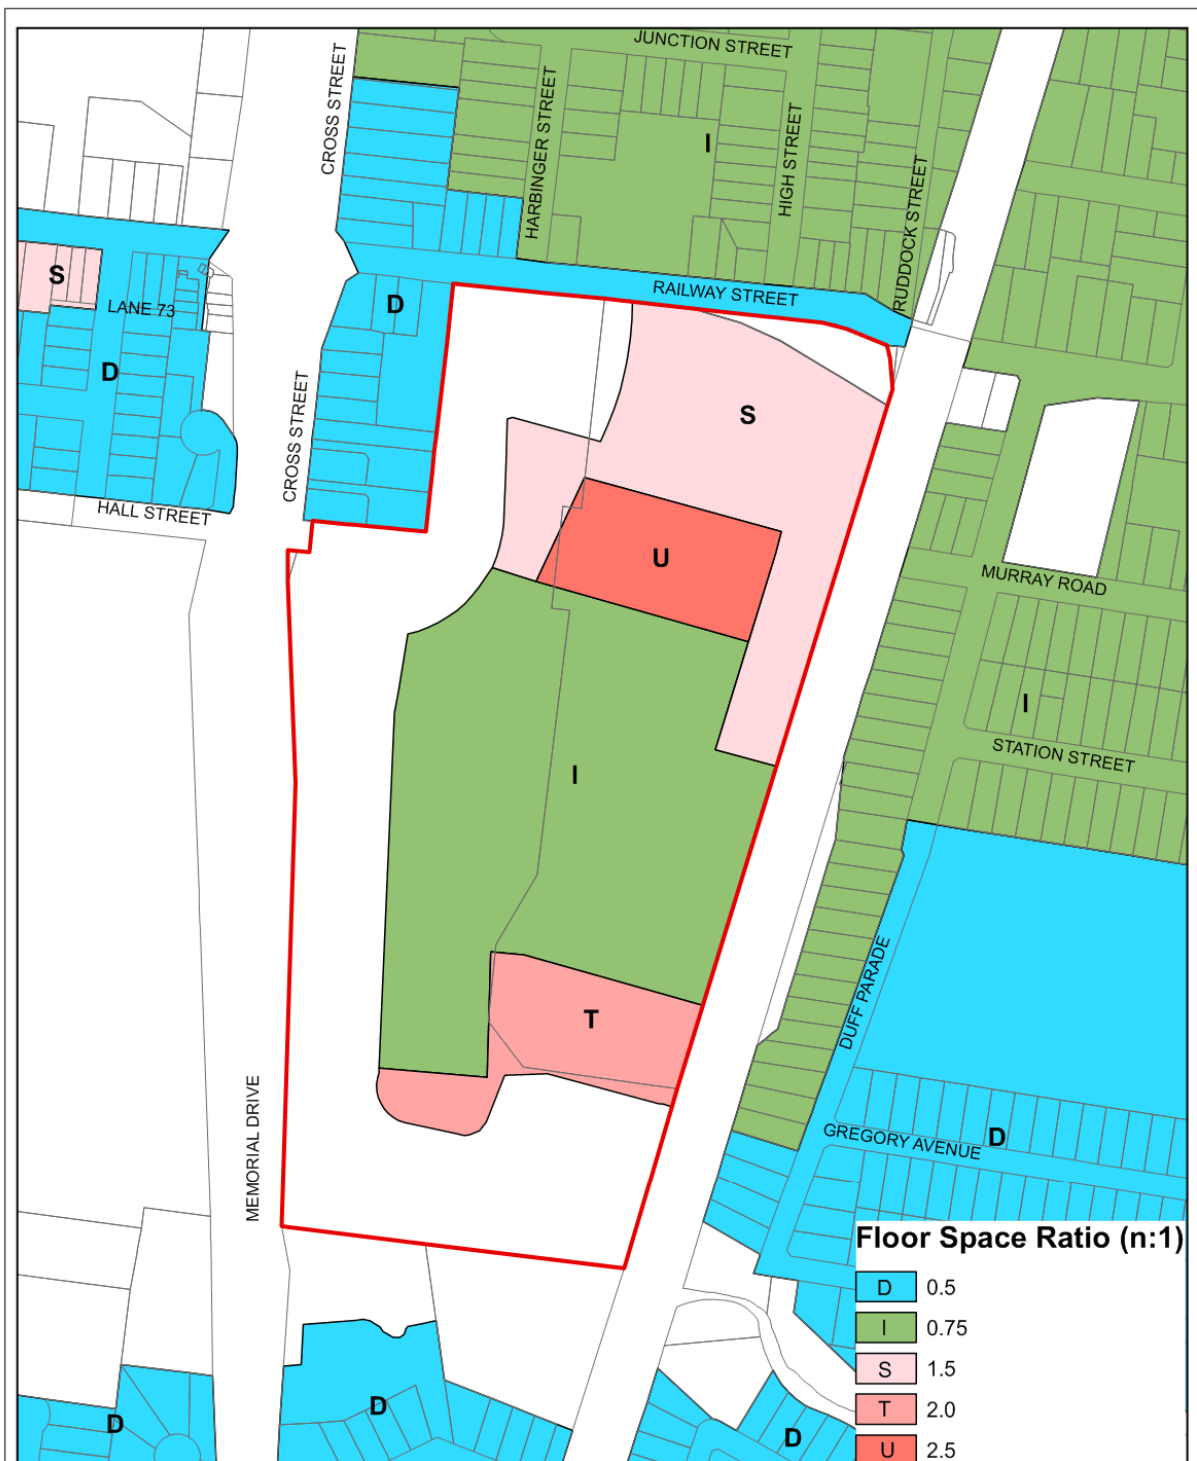 JUNCTION STREET
CROSS STREET
HARBINGER STREET
I
HIGH STREET
RUDDOCK STREET
S
LANE 73
D
RAILWAY STREET
D
S
CROSS STREET
HALL STREET
U
MURRAY ROAD
I
STATION STREET
I
DUFF PARADE
T
MEMORIAL DRIVE
GREGORY AVENUE
D
Floor Space Ratio (n:1)
D 0.5
I 0.75
S 1.5
T 2.0
U 2.5
D
D
D